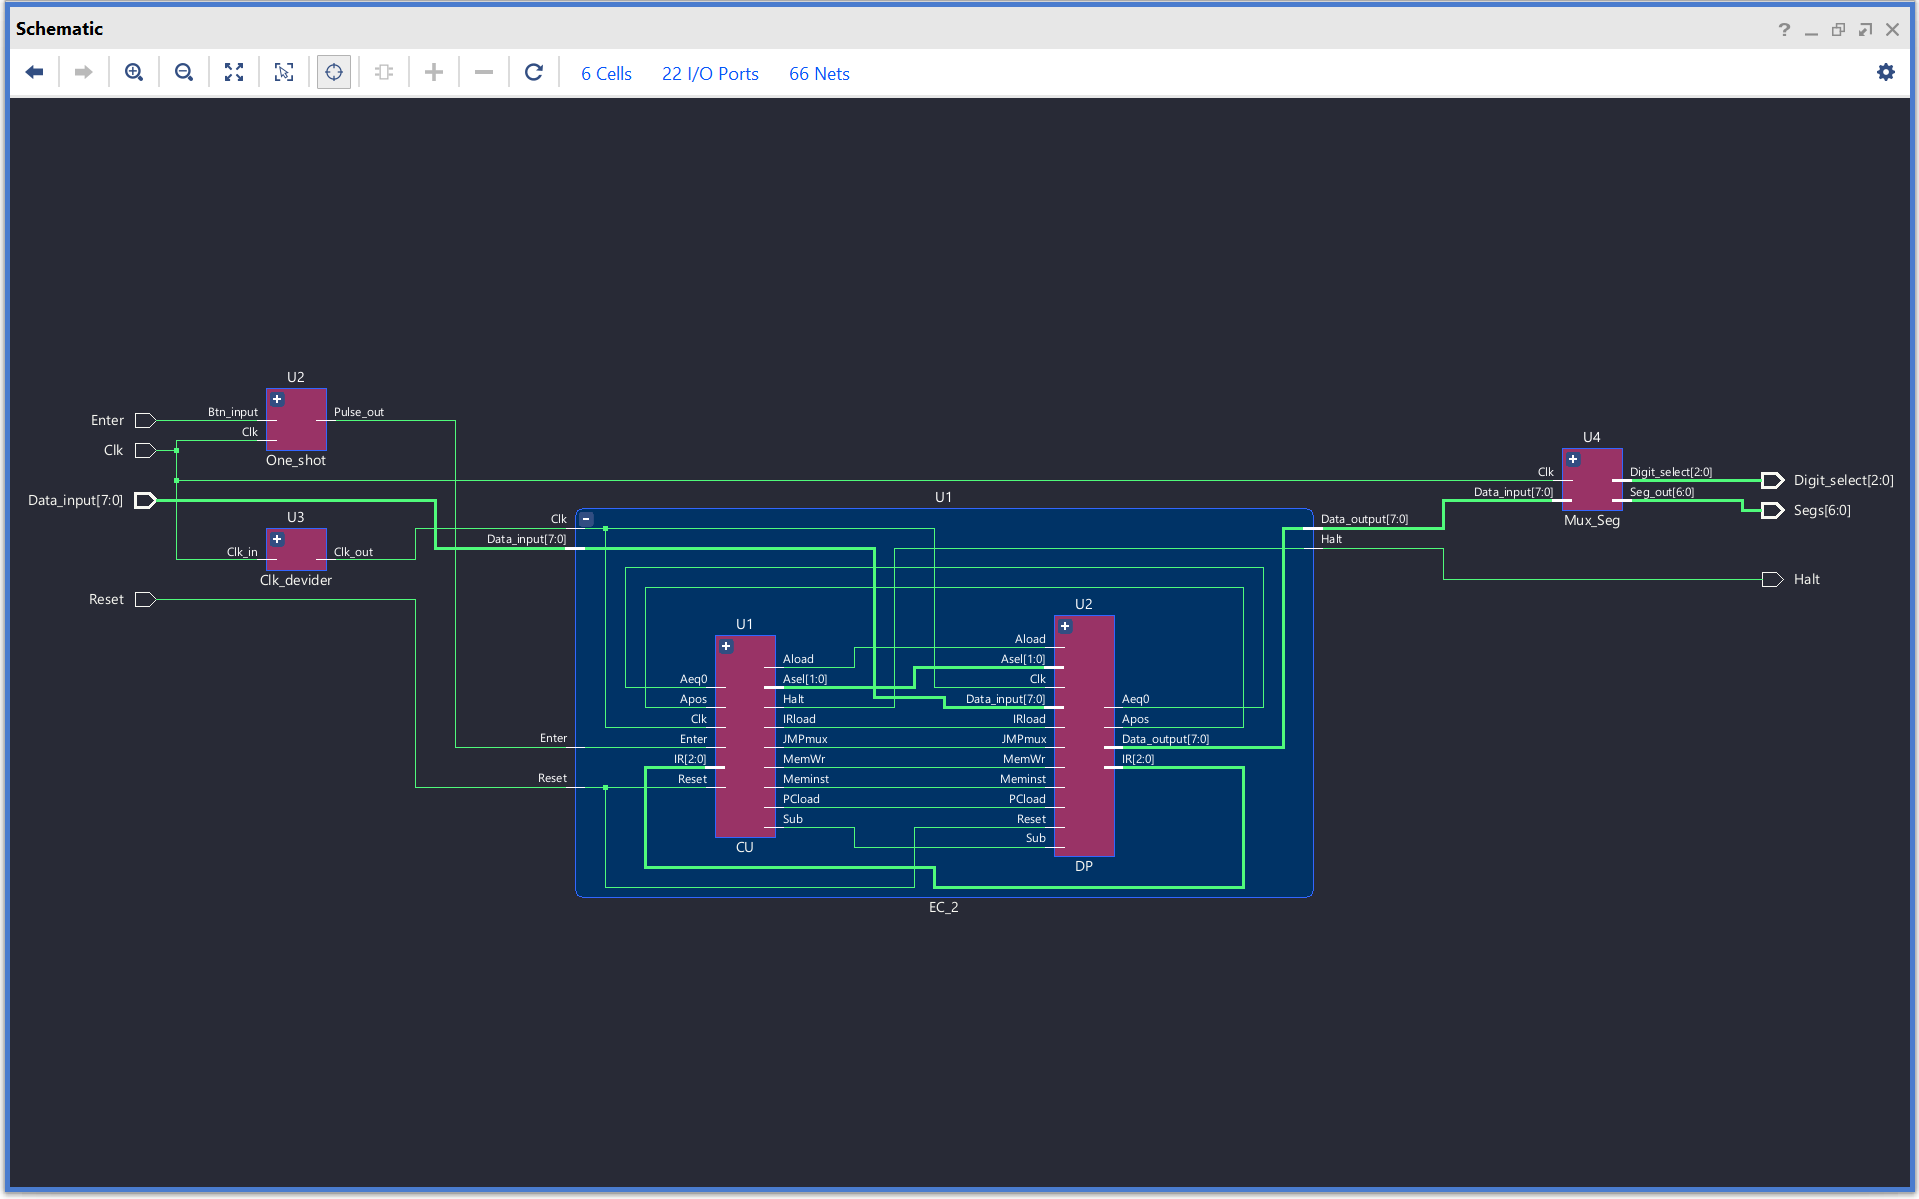 Schematic
6 Cells 22 I/O Ports 66 Nets
U2
Enter
Btn_input
Pulse_out
Clk
Clk
One_shot
Data_input[7:0]
U3
Clk_in
Clk_out
Clk_devider
Reset
U1
Clk
Data_input[7:0]
Enter
Reset
Data_output[7:0]
Halt
U1
Aeq0
Apos
Clk
Enter
IR[2:0]
Reset
Aload
Asel[1:0]
Halt
IRload
JMPmux
MemWr
Meminst
PCload
Sub
CU
U2
Aload
Asel[1:0]
Clk
Data_input[7:0]
IRload
JMPmux
MemWr
Meminst
PCload
Reset
Sub
Aeq0
Apos
Data_output[7:0]
IR[2:0]
DP
EC_2
U4
Clk
Data_input[7:0]
Digit_select[2:0]
Seg_out[6:0]
Mux_Seg
Digit_select[2:0]
Segs[6:0]
Halt